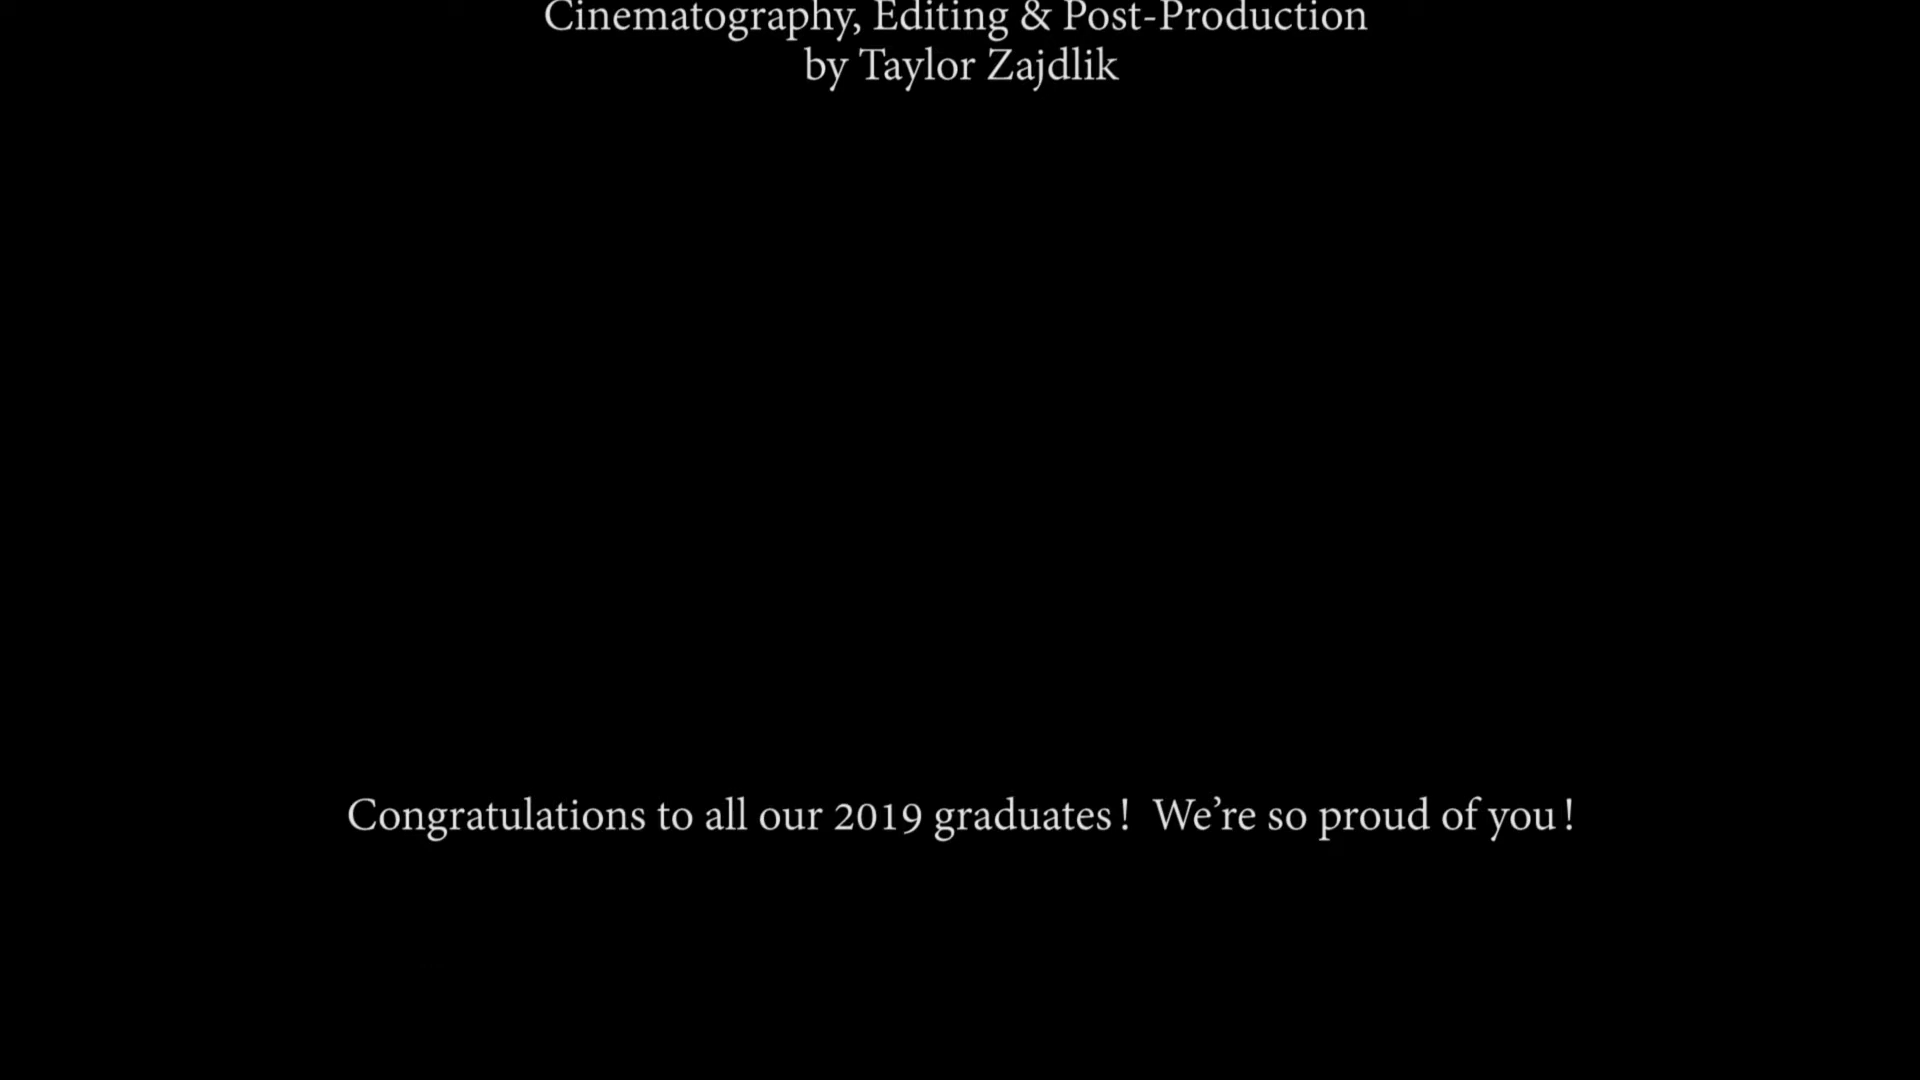 Cinematography, Editing & Post-Production
by Taylor Zajdlik
Congratulations to all our 2019 graduates!  We’re so proud of you!